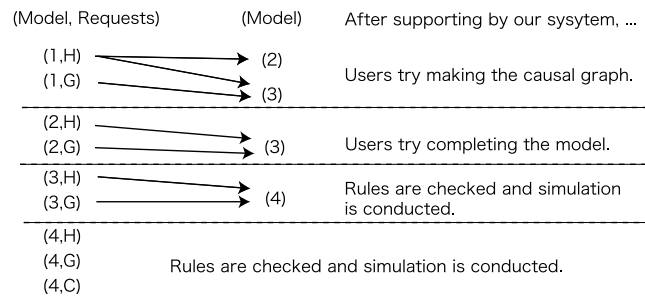 (Model, Requests) (Model) After supporting by our sysytem, ...
(1,H) (2)
(1,G) (3) Users try making the causal graph.
(2,H)
(2,G) (3) Users try completing the model.
(3,H) (4) Rules are checked and simulation
(3,G) is conducted.
(4,H)
(4,G) Rules are checked and simulation is conducted.
(4,C)